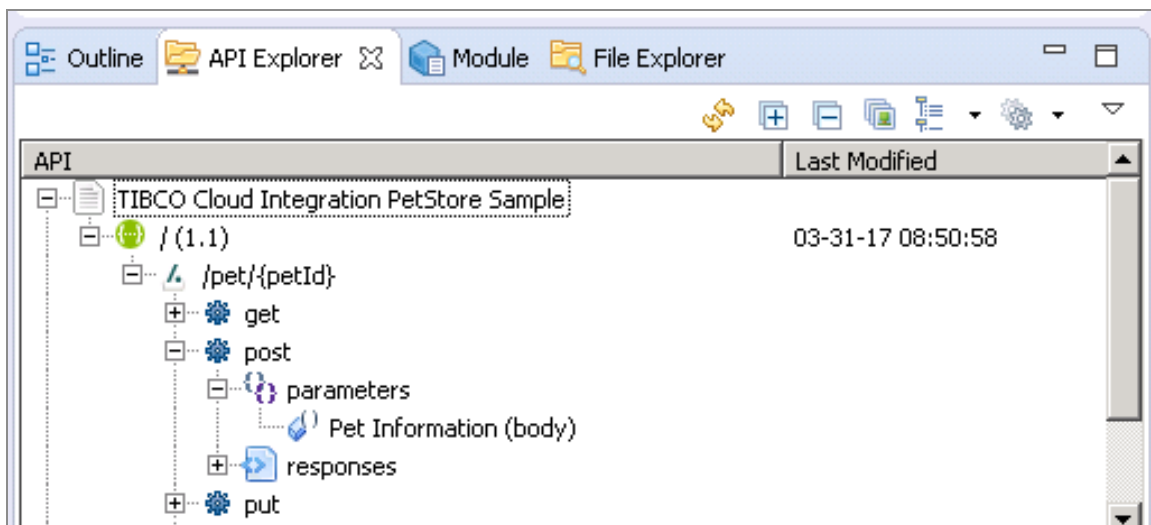 Outline API Explorer Module File Explorer
API Last Modified
TIBCO Cloud Integration PetStore Sample
/ (1.1) 03-31-17 08:50:58
/pet/{petId}
get
post
parameters
Pet Information (body)
responses
put